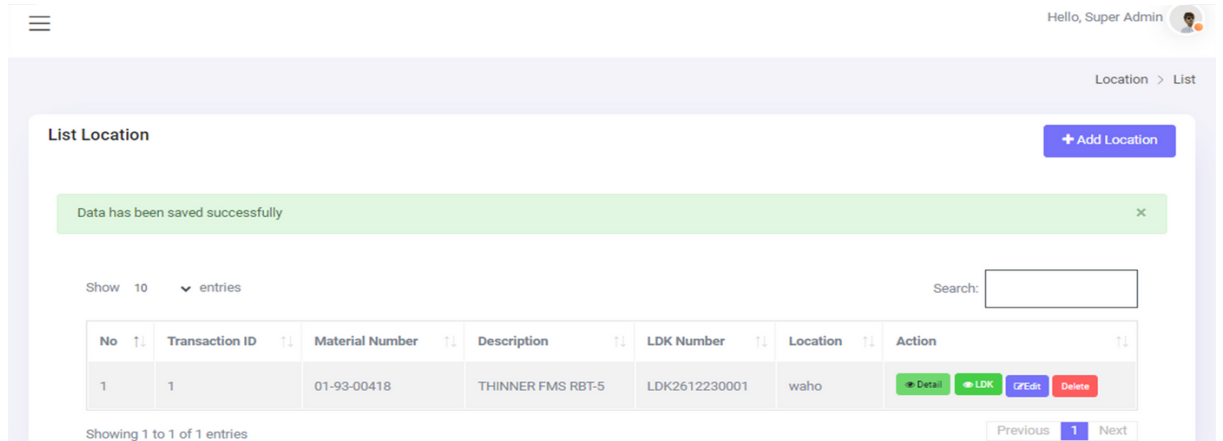 Hello, Super Admin
Location > List
List Location
+ Add Location
Data has been saved successfully ×
Show 10 entries Search:
No Transaction ID Material Number Description LDK Number Location Action
1 1 01-93-00418 THINNER FMS RBT-5 LDK2612230001 waho Detail LDK Edit Delete
Showing 1 to 1 of 1 entries Previous 1 Next